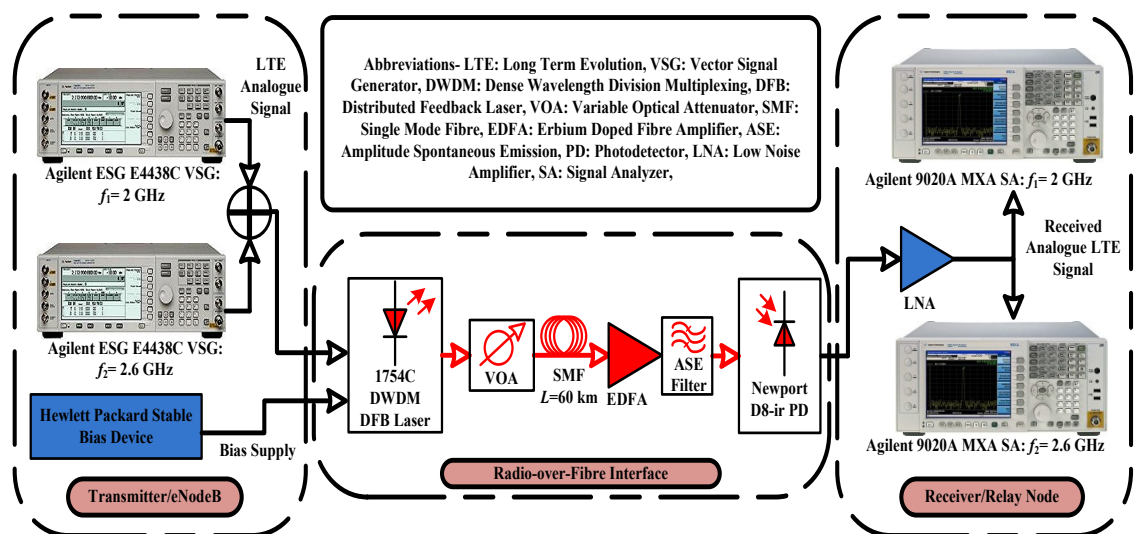 LTE
Analogue
Signal
Agilent ESG E4438C VSG:
f1= 2 GHz
Agilent ESG E4438C VSG:
f2= 2.6 GHz
Hewlett Packard Stable
Bias Device
Bias Supply
Transmitter/eNodeB
Abbreviations- LTE: Long Term Evolution, VSG: Vector Signal
Generator, DWDM: Dense Wavelength Division Multiplexing, DFB:
Distributed Feedback Laser, VOA: Variable Optical Attenuator, SMF:
Single Mode Fibre, EDFA: Erbium Doped Fibre Amplifier, ASE:
Amplitude Spontaneous Emission, PD: Photodetector, LNA: Low Noise
Amplifier, SA: Signal Analyzer,
1754C
DWDM
DFB Laser
VOA
SMF
L=60 km
EDFA
ASE
Filter
Newport
D8-ir PD
Radio-over-Fibre Interface
Agilent 9020A MXA SA: f1= 2 GHz
Received
Analogue LTE
Signal
LNA
Agilent 9020A MXA SA: f2= 2.6 GHz
Receiver/Relay Node